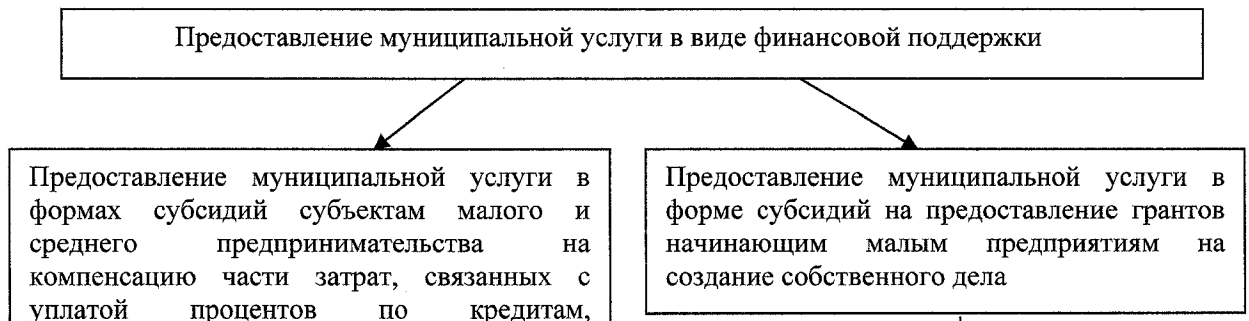 Предоставление муниципальной услуги в виде финансовой поддержки
Предоставление муниципальной услуги в
формах субсидий субъектам малого и
среднего предпринимательства на
компенсацию части затрат, связанных с
уплатой процентов по кредитам,
Предоставление муниципальной услуги в
форме субсидий на предоставление грантов
начинающим малым предприятиям на
создание собственного дела